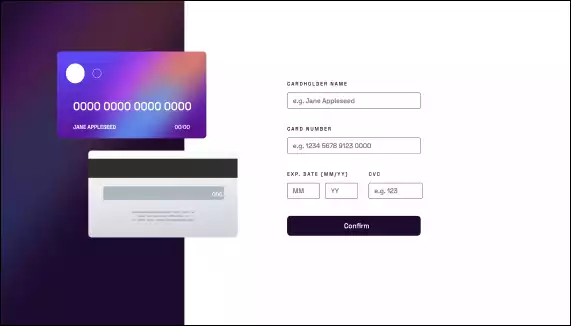 0000 0000 0000 0000
JANE APPLESEED 00/00
000
CARDHOLDER NAME
e.g. Jane Appleseed
CARD NUMBER
e.g. 1234 5678 9123 0000
EXP. DATE (MM/YY) CVC
MM YY e.g. 123
Confirm